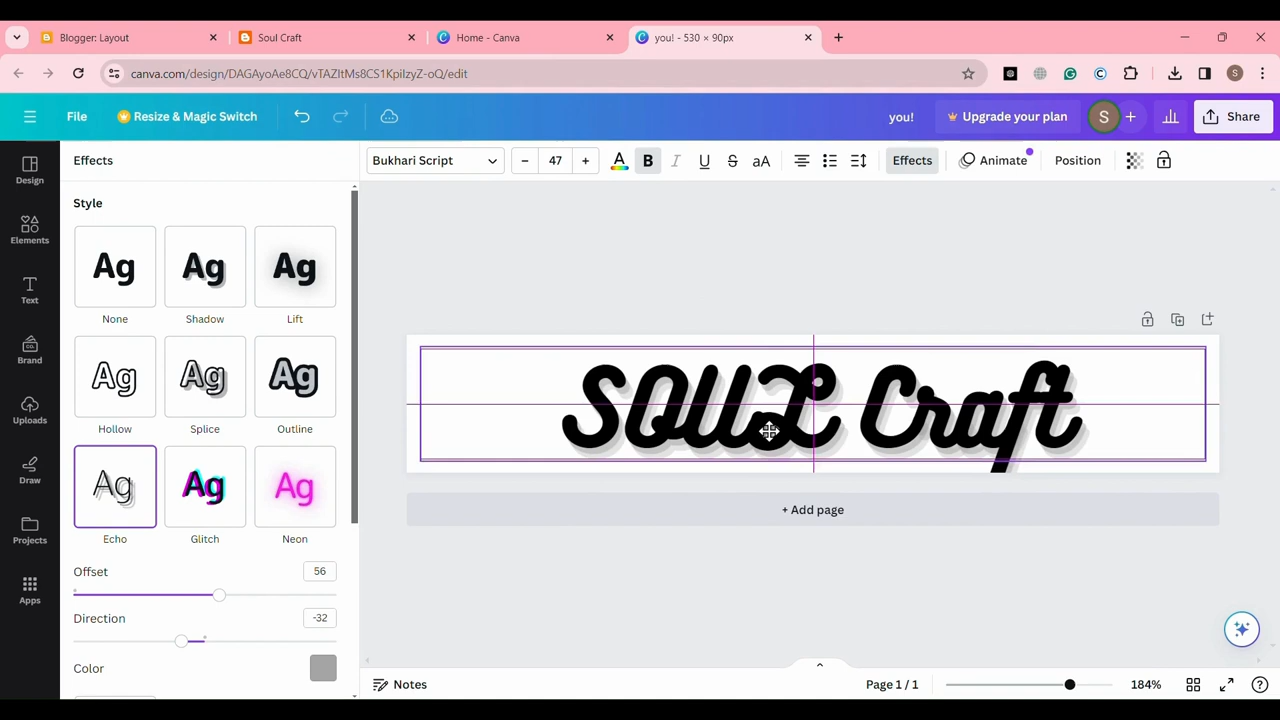 Blogger: Layout
Soul Craft
Home - Canva
you! - 530 × 90px
canva.com/design/DAGAyoAe8CQ/vTAZItMs8CS1KpiIzyZ-oQ/edit
S
File
Resize & Magic Switch
you!
Upgrade your plan
S
Share
Design
Elements
Text
Brand
Uploads
Draw
Projects
Apps
Effects
Bukhari Script
47
A
B
I
U
S
aA
Effects
Animate
Position
Style
Ag
Ag
Ag
None
Shadow
Lift
Ag
Ag
Ag
Hollow
Splice
Outline
Ag
Ag
Ag
Echo
Glitch
Neon
Offset
56
Direction
-32
Color
SOUL Craft
+ Add page
Notes
Page 1 / 1
184%